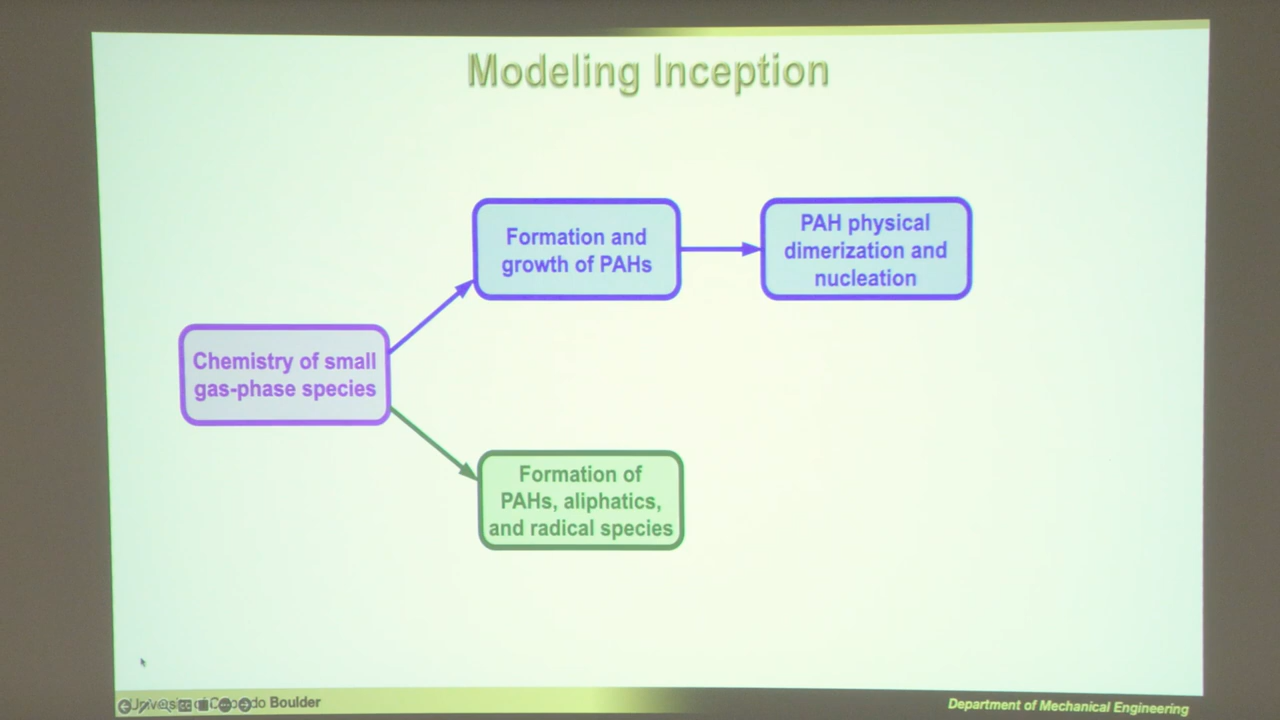 Modeling Inception
Formation and
growth of PAHs
PAH physical
dimerization and
nucleation
Chemistry of small
gas-phase species
Formation of
PAHs, aliphatics,
and radical species
Boulder
Department of Mechanical Engineering